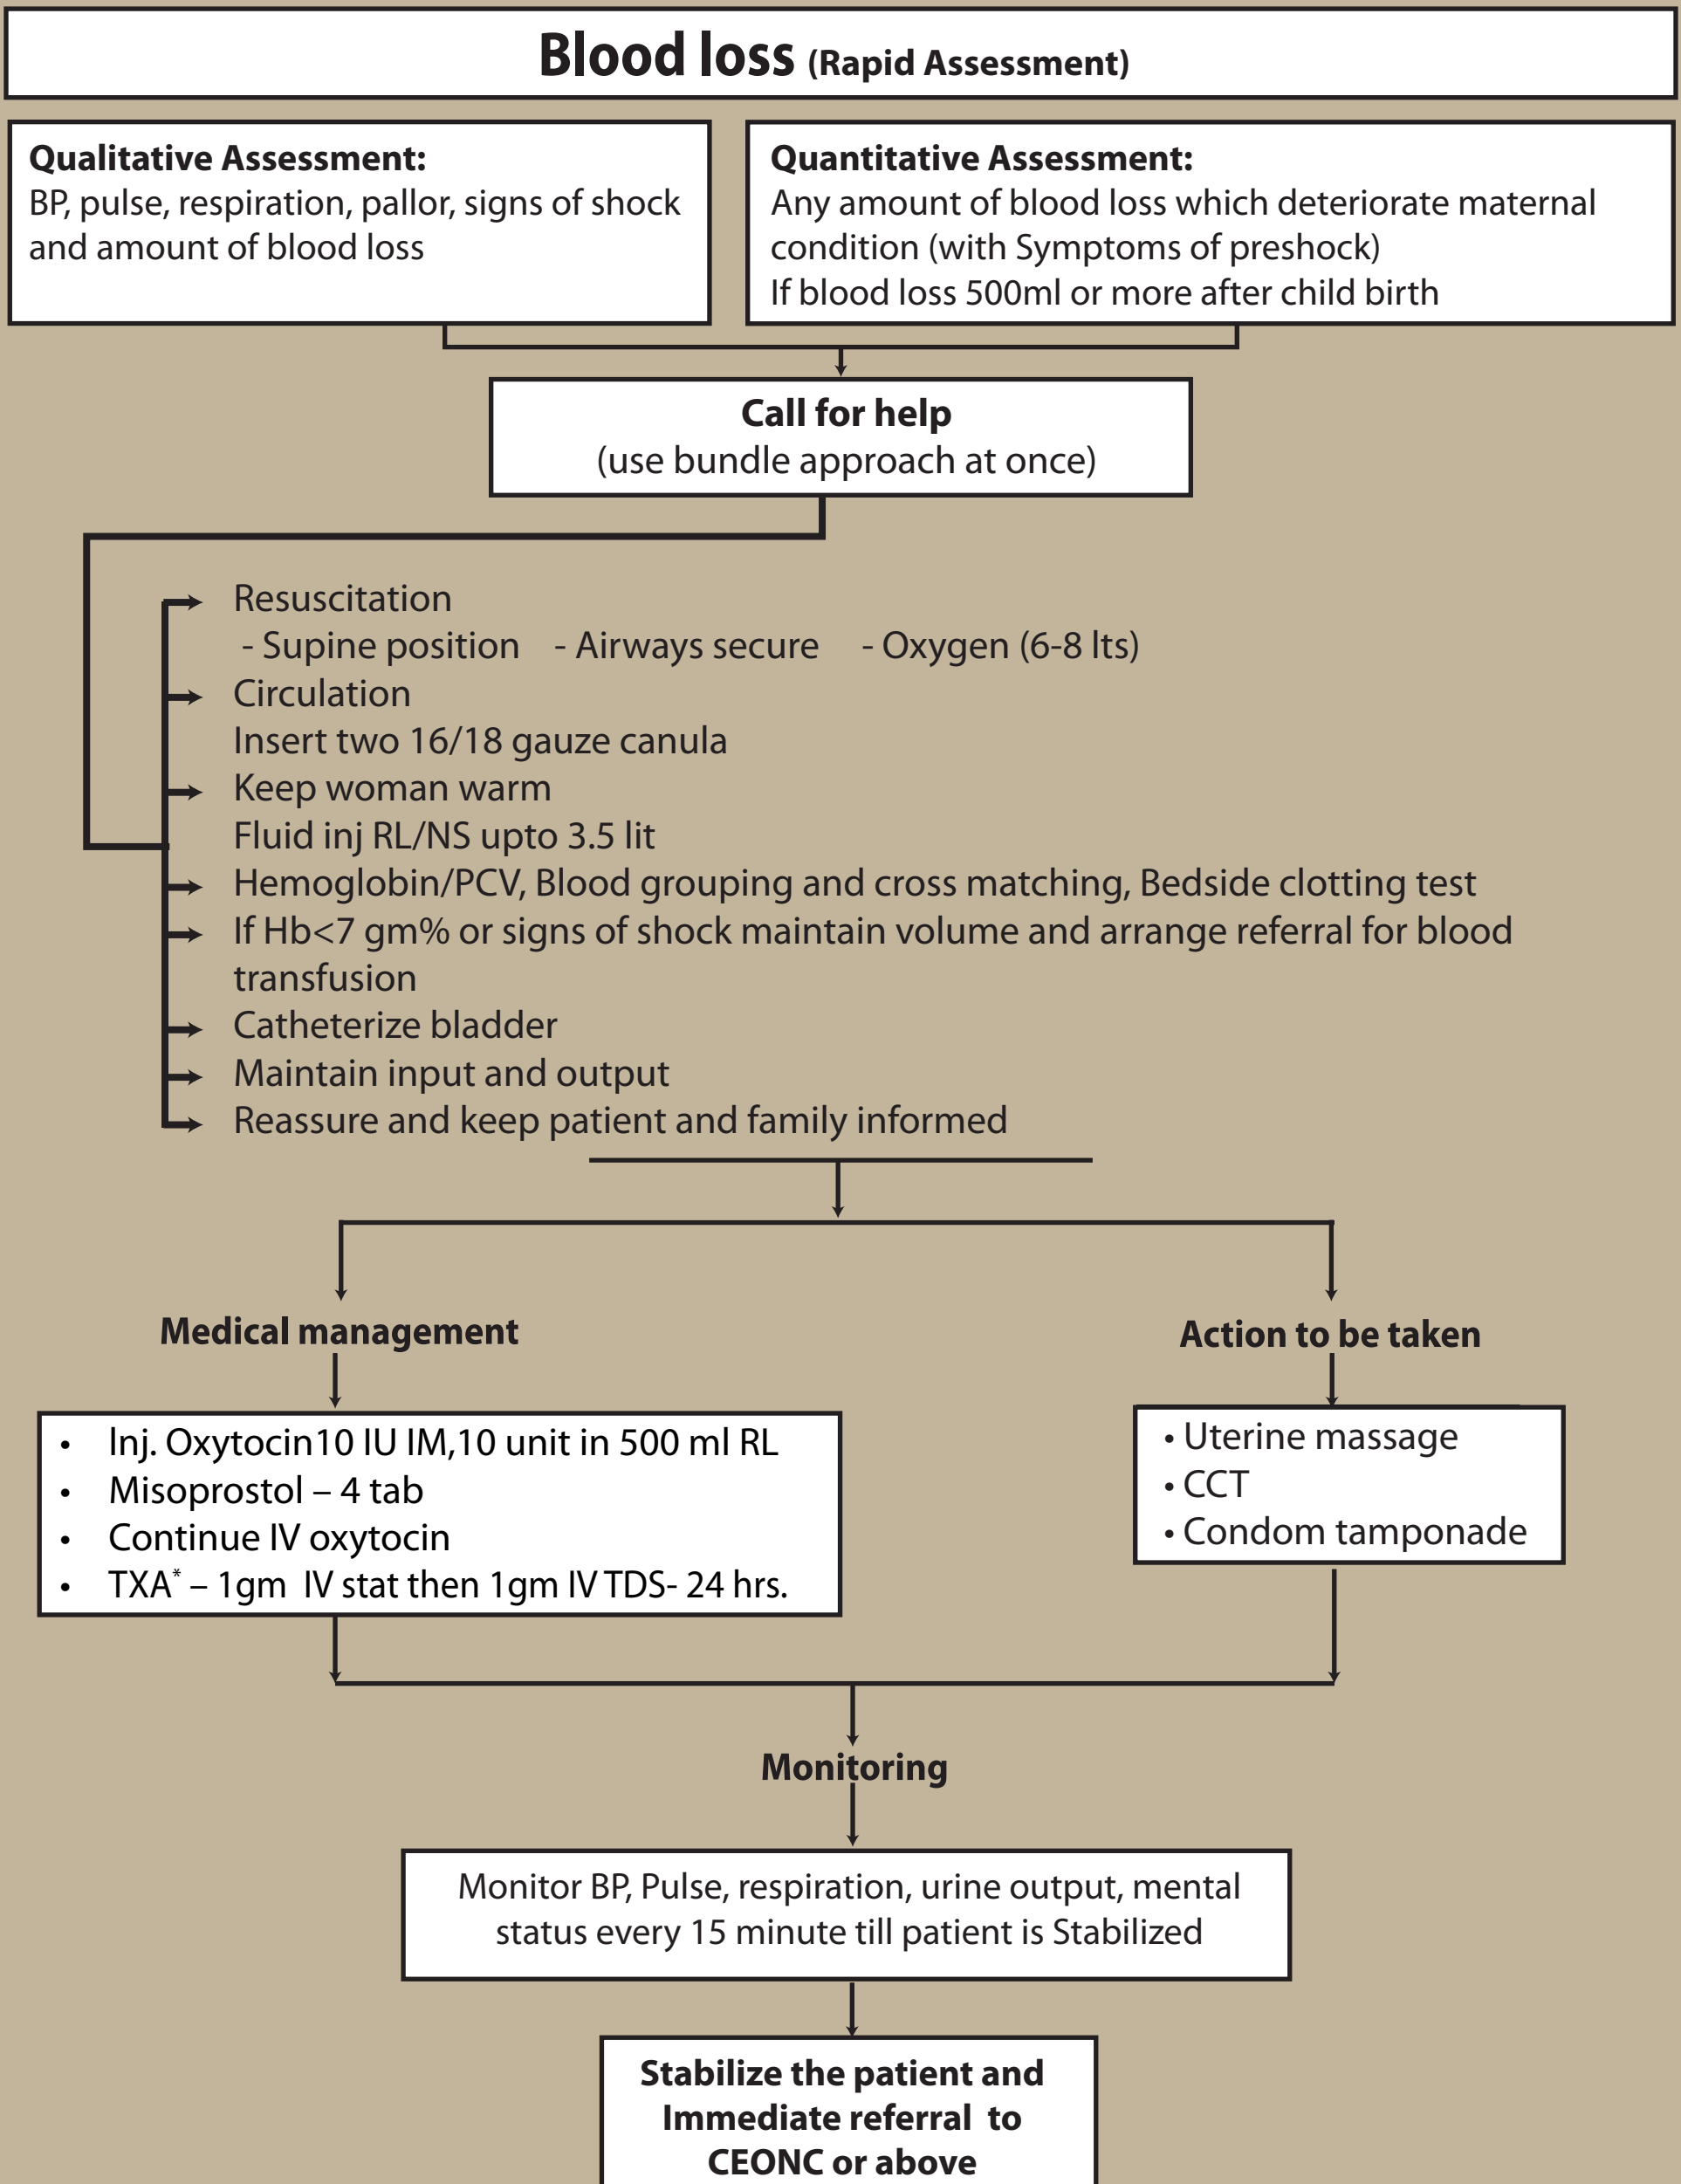 Blood loss (Rapid Assessment)
Qualitative Assessment:
BP, pulse, respiration, pallor, signs of shock
and amount of blood loss
Quantitative Assessment:
Any amount of blood loss which deteriorate maternal
condition (with Symptoms of preshock)
If blood loss 500ml or more after child birth
Call for help
(use bundle approach at once)
Resuscitation
- Supine position - Airways secure - Oxygen (6-8 lts)
Circulation
Insert two 16/18 gauze canula
Keep woman warm
Fluid inj RL/NS upto 3.5 lit
Hemoglobin/PCV, Blood grouping and cross matching, Bedside clotting test
If Hb<7 gm% or signs of shock maintain volume and arrange referral for blood
transfusion
Catheterize bladder
Maintain input and output
Reassure and keep patient and family informed
Medical management
• Inj. Oxytocin10 IU IM,10 unit in 500 ml RL
• Misoprostol – 4 tab
• Continue IV oxytocin
• TXA* – 1gm IV stat then 1gm IV TDS- 24 hrs.
Action to be taken
• Uterine massage
• CCT
• Condom tamponade
Monitoring
Monitor BP, Pulse, respiration, urine output, mental
status every 15 minute till patient is Stabilized
Stabilize the patient and
Immediate referral to
CEONC or above